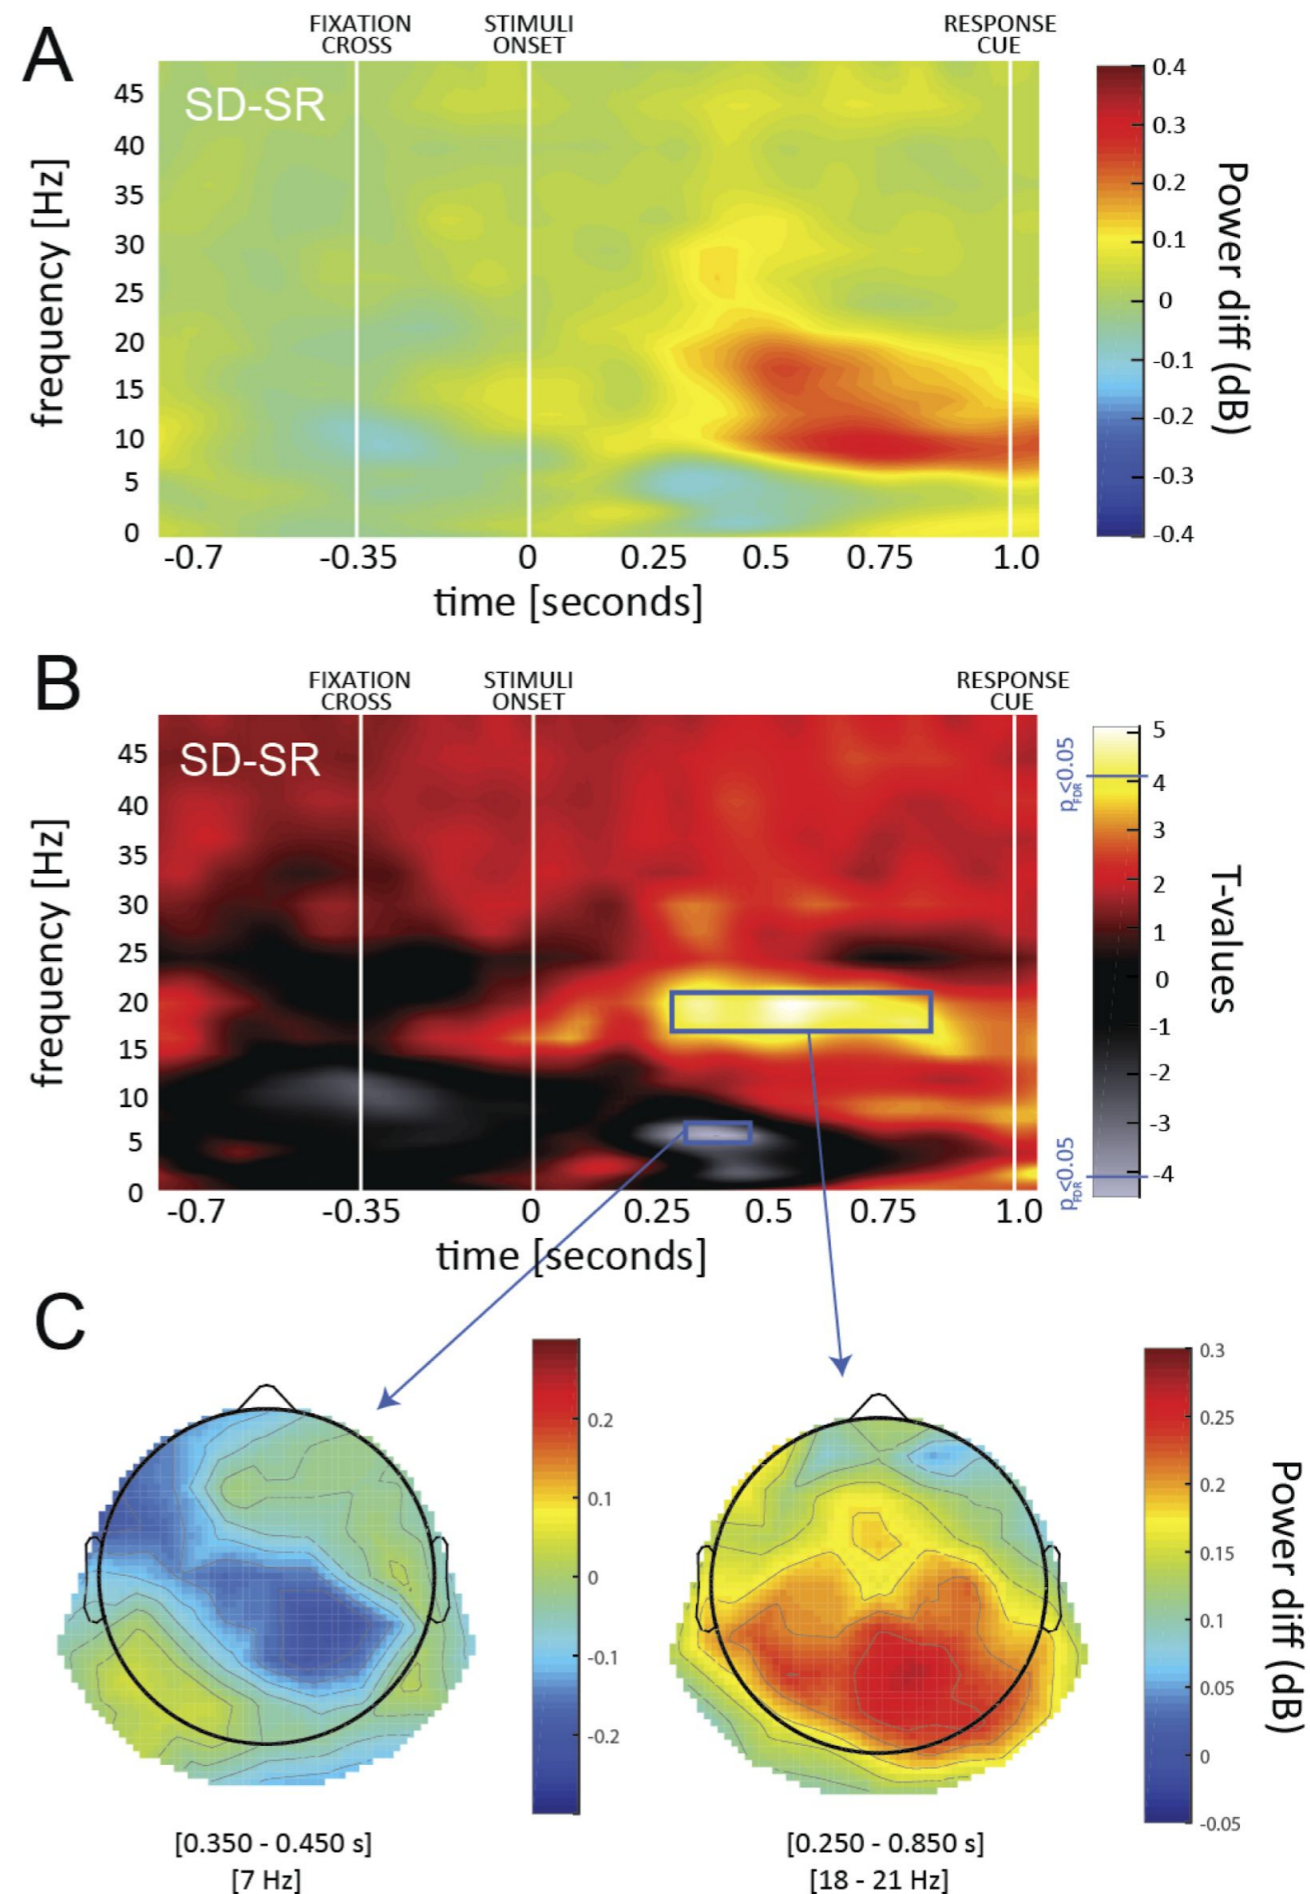 A
FIXATION CROSS
STIMULI ONSET
RESPONSE CUE
SD-SR
frequency [Hz]
45
40
35
30
25
20
15
10
5
0
-0.7
-0.35
0
0.25
0.5
0.75
1.0
time [seconds]
0.4
0.3
0.2
0.1
0
-0.1
-0.2
-0.3
-0.4
Power diff (dB)
B
FIXATION CROSS
STIMULI ONSET
RESPONSE CUE
SD-SR
frequency [Hz]
45
40
35
30
25
20
15
10
5
0
-0.7
-0.35
0
0.25
0.5
0.75
1.0
time [seconds]
pFDR<0.05
pFDR<0.05
5
4
3
2
1
0
-1
-2
-3
-4
T-values
C
0.2
0.1
0
-0.1
-0.2
[0.350 - 0.450 s]
[7 Hz]
0.3
0.25
0.2
0.15
0.1
0.05
0
-0.05
Power diff (dB)
[0.250 - 0.850 s]
[18 - 21 Hz]